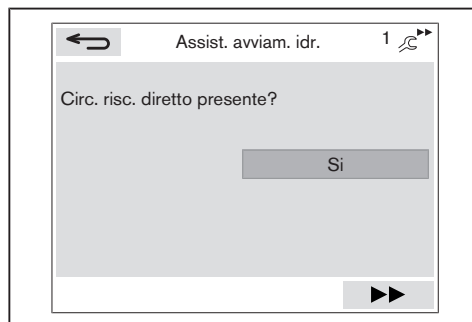 Assist. avviam. idr. 1
Circ. risc. diretto presente?
Si